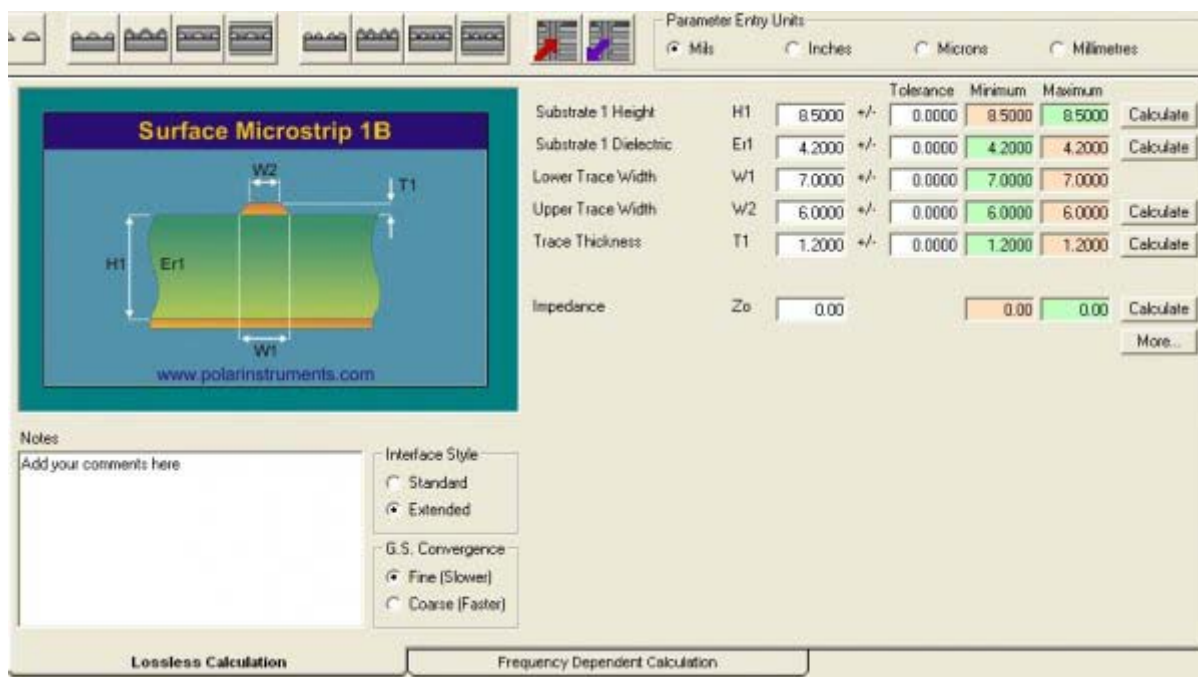 Parameter Entry Units
Mils Inches Microns Millimetres
Surface Microstrip 1B
W2
T1
H1 Er1
W1
www.polarinstruments.com
Tolerance Minimum Maximum
Substrate 1 Height H1 8.5000 +/- 0.0000 8.5000 8.5000 Calculate
Substrate 1 Dielectric Er1 4.2000 +/- 0.0000 4.2000 4.2000 Calculate
Lower Trace Width W1 7.0000 +/- 0.0000 7.0000 7.0000
Upper Trace Width W2 6.0000 +/- 0.0000 6.0000 6.0000 Calculate
Trace Thickness T1 1.2000 +/- 0.0000 1.2000 1.2000 Calculate
Impedance Zo 0.00 0.00 0.00 Calculate
More...
Notes
Add your comments here
Interface Style
Standard
Extended
G.S. Convergence
Fine (Slower)
Coarse (Faster)
Lossless Calculation Frequency Dependent Calculation